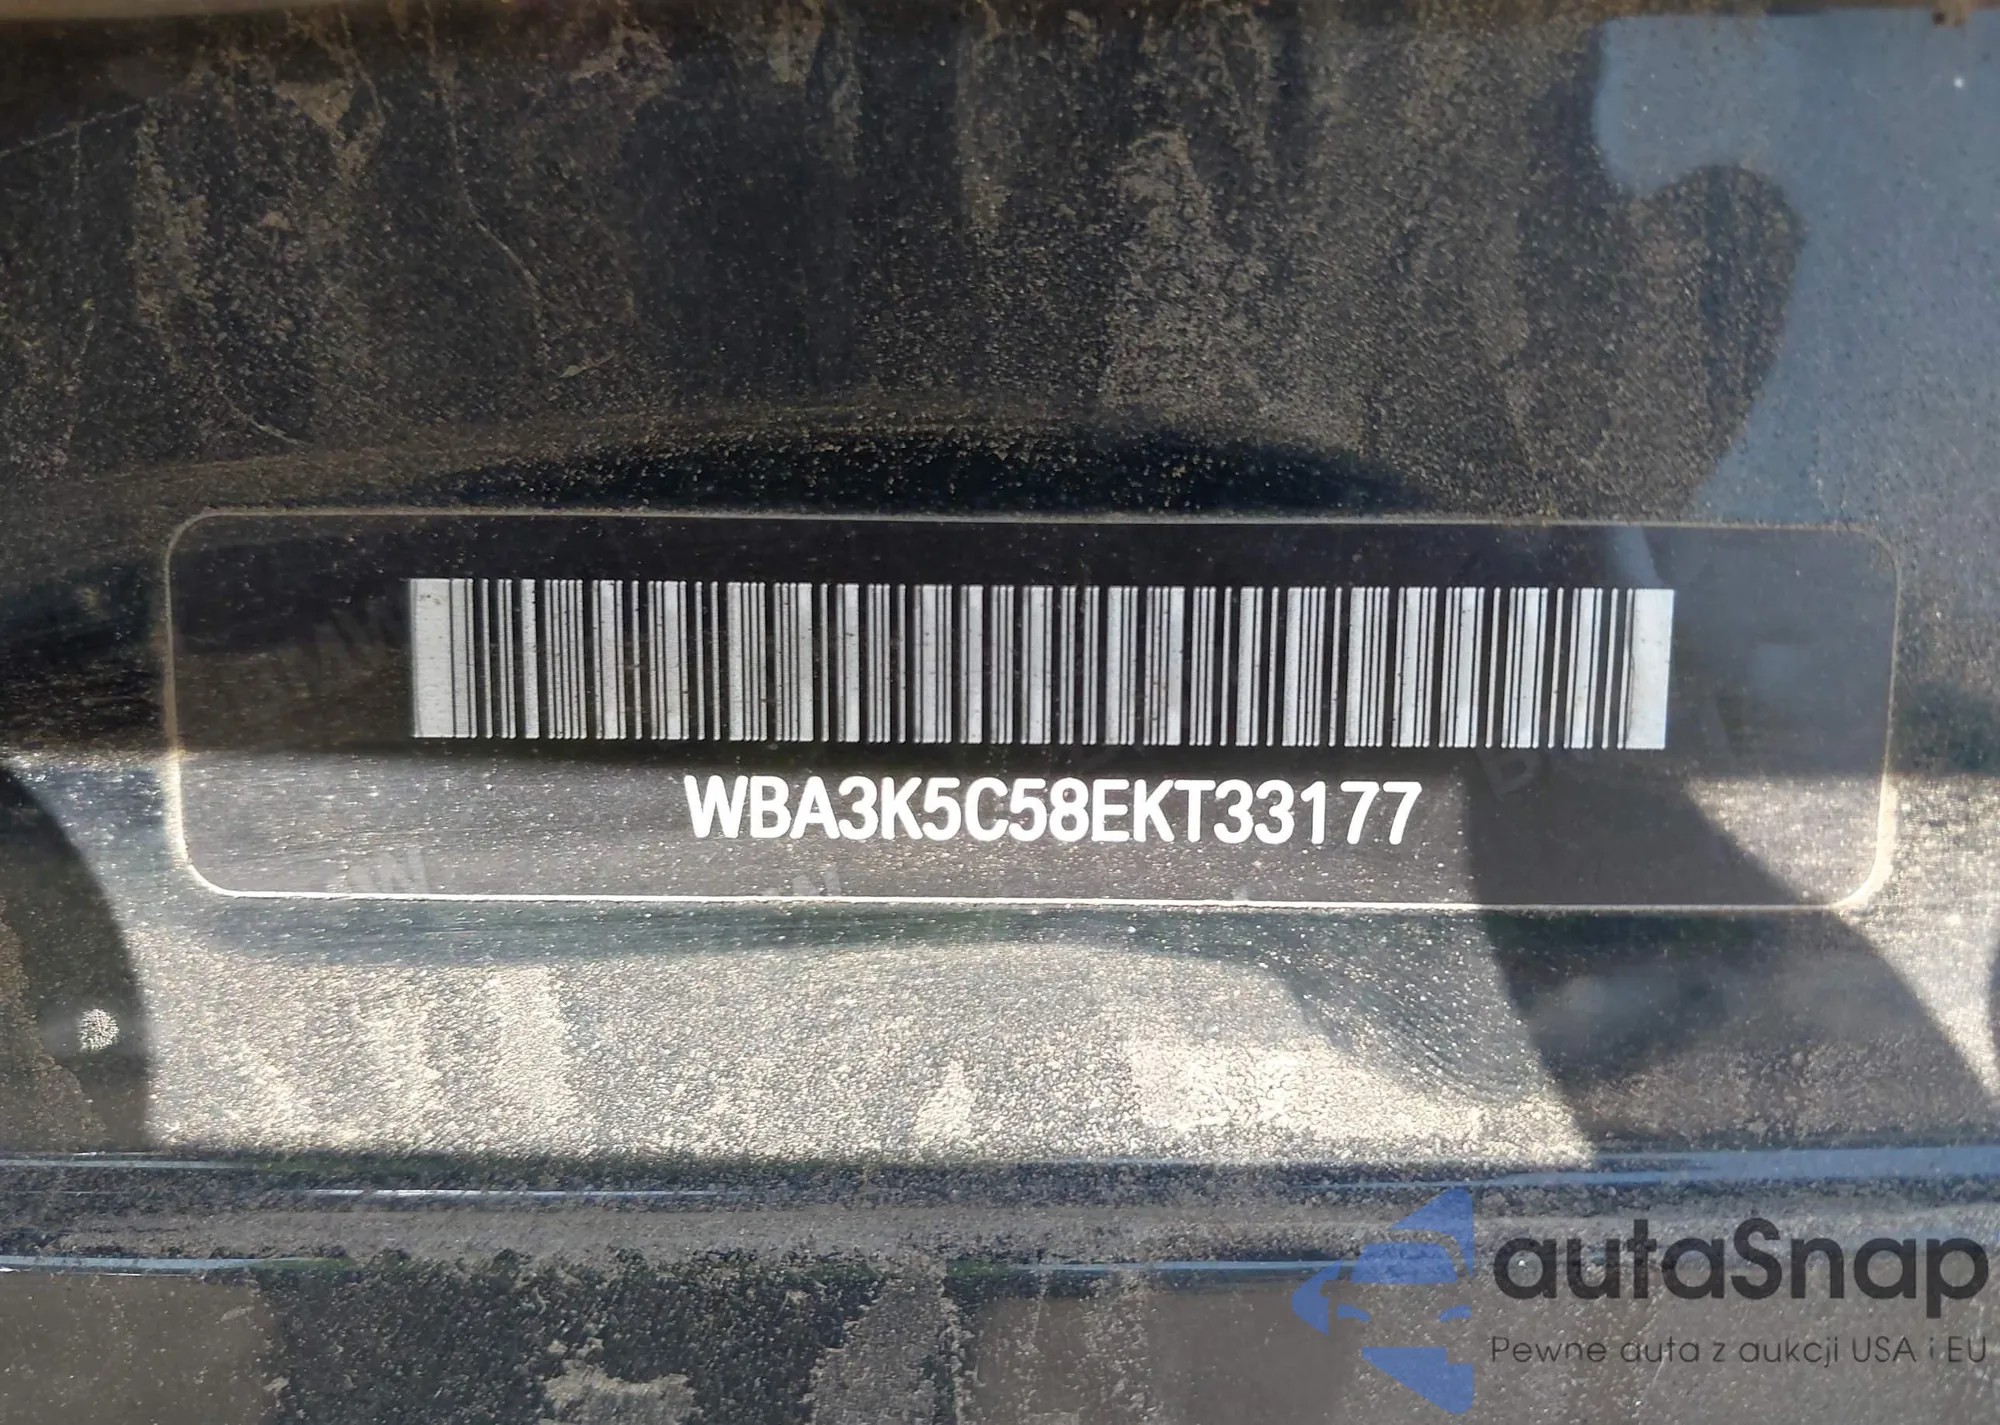 WBA3K5C58EKT33177
autaSnap
Pewne auta z aukcji USA i EU